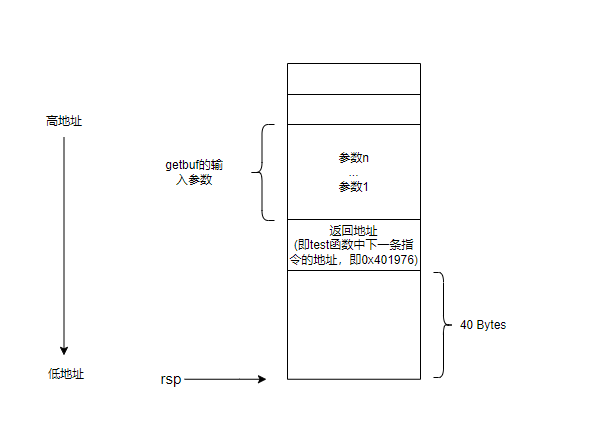 高地址
getbuf的输
入参数
参数n
...
参数1
返回地址
(即test函数中下一条指
令的地址，即0x401976)
40 Bytes
低地址
rsp